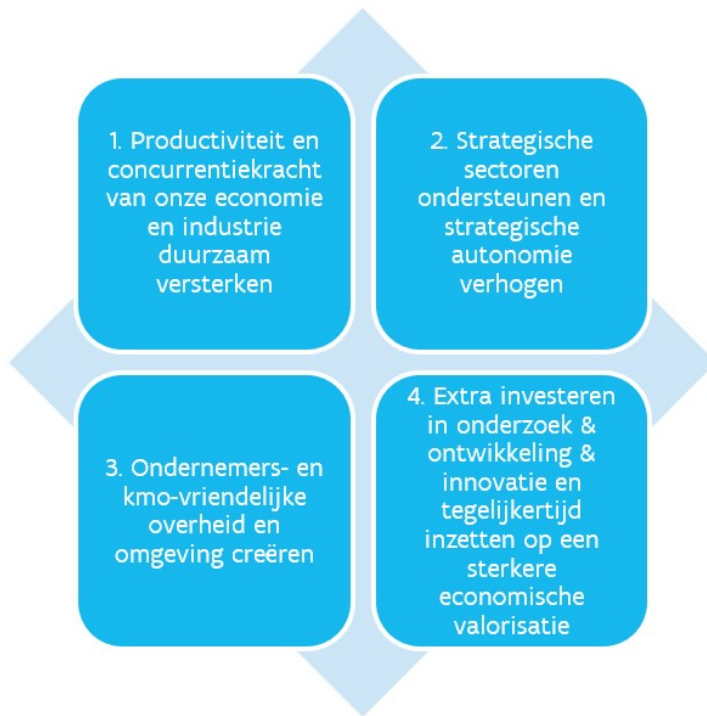 1. Productiviteit en
concurrentiekracht
van onze economie
en industrie
duurzaam
versterken
2. Strategische
sectoren
ondersteunen en
strategische
autonomie
verhogen
3. Ondernemers- en
kmo-vriendelijke
overheid en
omgeving creëren
4. Extra investeren
in onderzoek &
ontwikkeling &
innovatie en
tegelijkertijd
inzetten op een
sterkere
economische
valorisatie